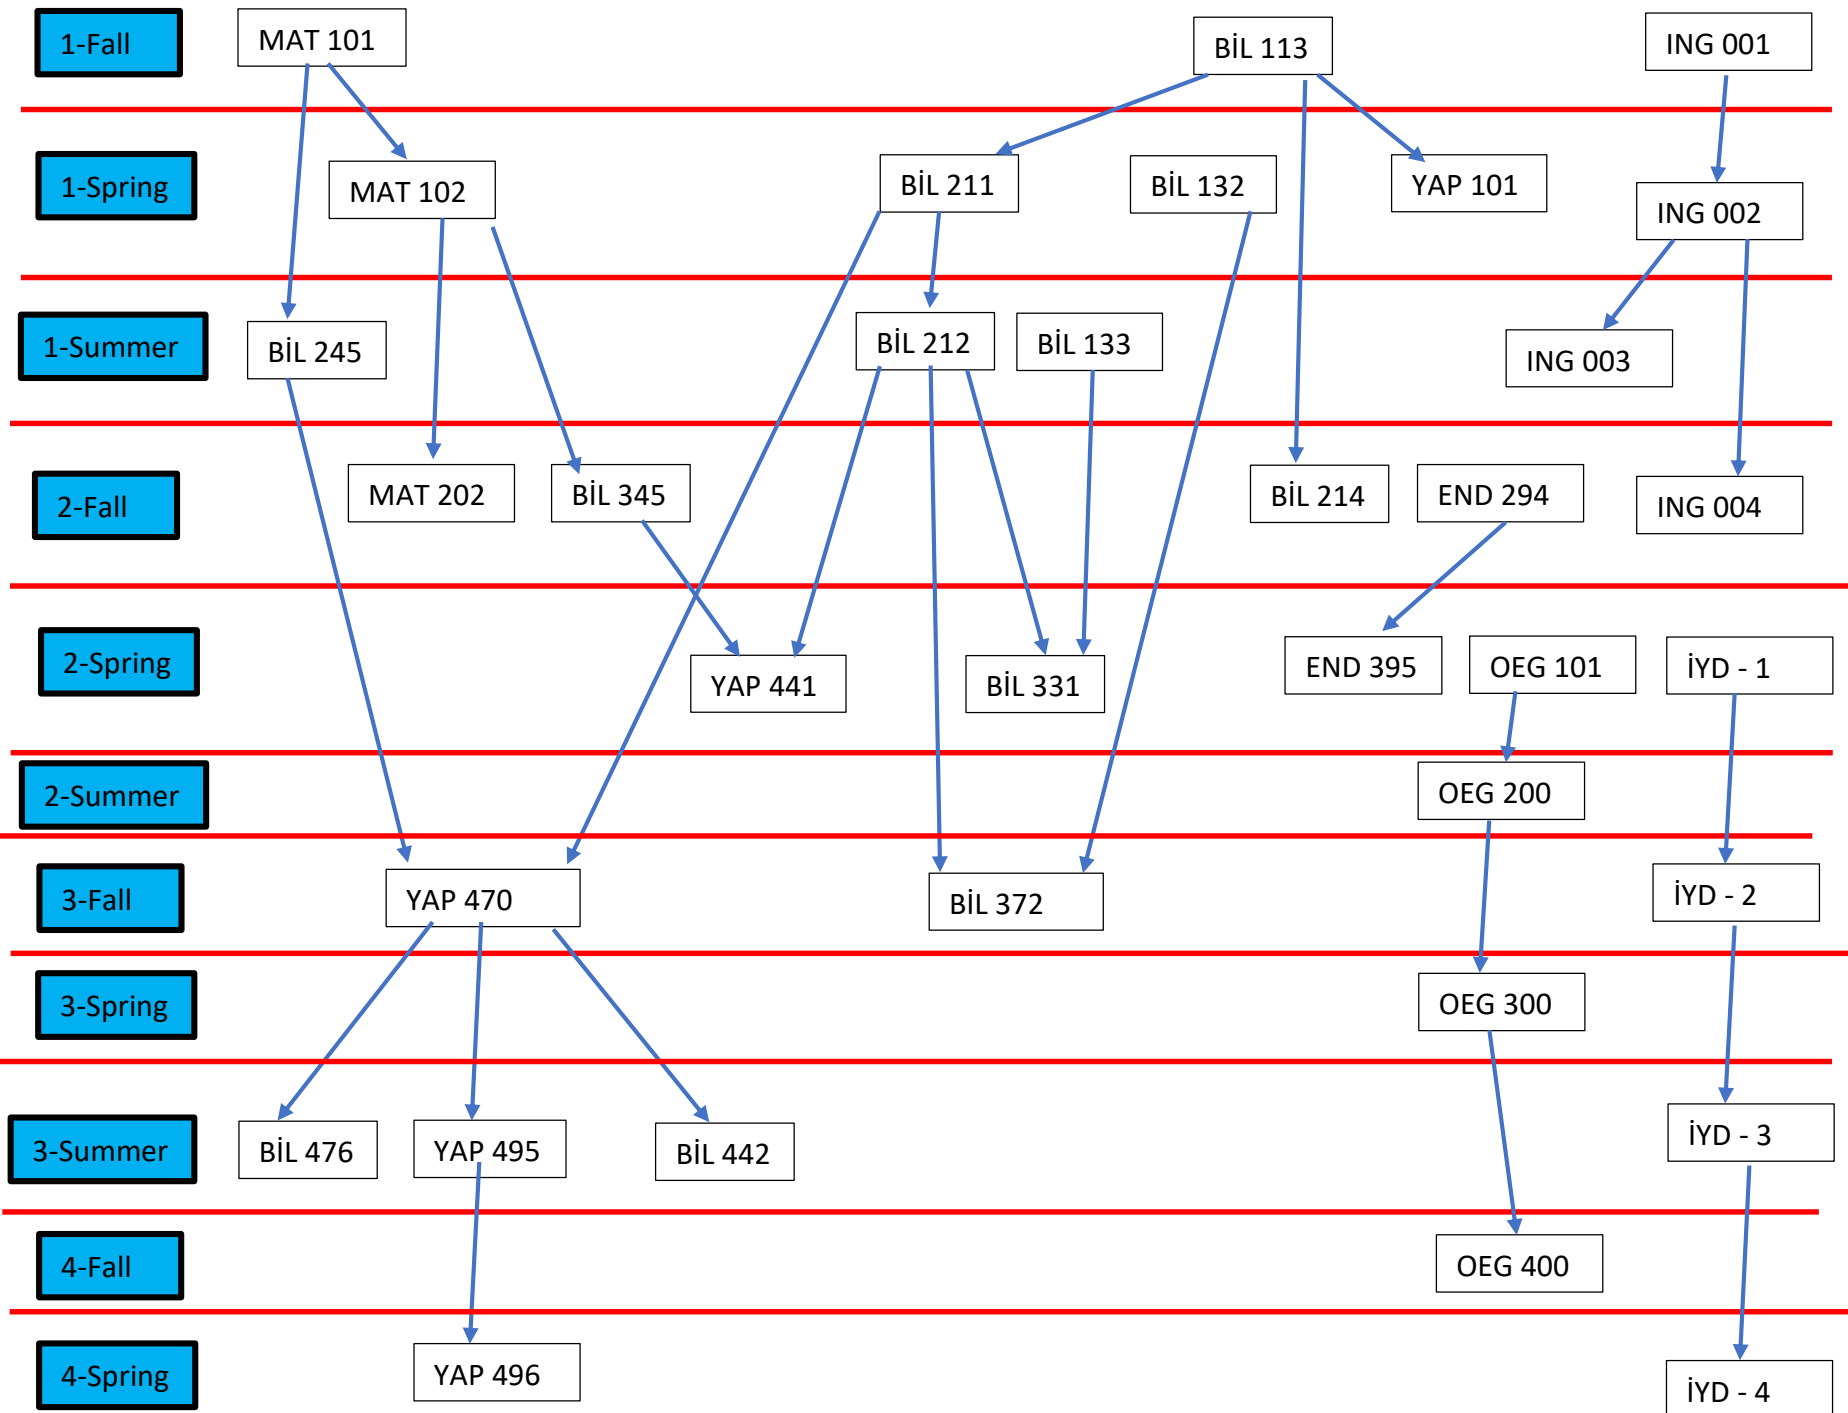 1-Fall
MAT 101
BİL 113
ING 001
1-Spring
MAT 102
BİL 211
BİL 132
YAP 101
ING 002
1-Summer
BİL 245
BİL 212
BİL 133
ING 003
2-Fall
MAT 202
BİL 345
BİL 214
END 294
ING 004
2-Spring
YAP 441
BİL 331
END 395
OEG 101
İYD - 1
2-Summer
OEG 200
3-Fall
YAP 470
BİL 372
İYD - 2
3-Spring
OEG 300
3-Summer
BİL 476
YAP 495
BİL 442
İYD - 3
4-Fall
OEG 400
4-Spring
YAP 496
İYD - 4